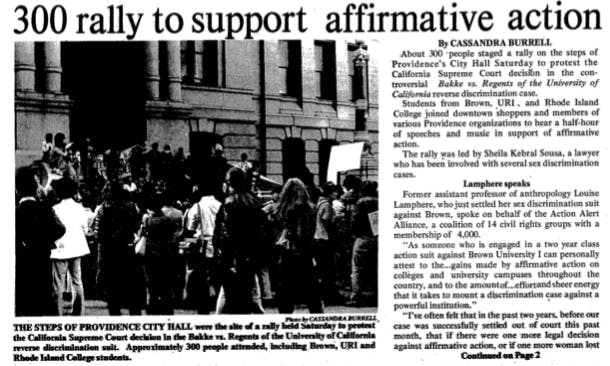 300 rally to support affirmative action
Photo by CASSANDRA BURRELL
THE STEPS OF PROVIDENCE CITY HALL were the site of a rally held Saturday to protest
the California Supreme Court decision in the Bakke vs. Regents of the University of California
reverse discrimination suit. Approximately 300 people attended, including Brown, URI and
Rhode Island College students.
By CASSANDRA BURRELL
About 300 people staged a rally on the steps of
Providence's City Hall Saturday to protest the
California Supreme Court decision in the con-
troversial Bakke vs. Regents of the University of
California reverse discrimination case.
Students from Brown, URI, and Rhode Island
College joined downtown shoppers and members of
various Providence organizations to hear a half-hour
of speeches and music in support of affirmative
action.
The rally was led by Sheila Kebral Sousa, a lawyer
who has been involved with several sex discrimination
cases.
Lamphere speaks
Former assistant professor of anthropology Louise
Lamphere, who just settled her sex discrimination suit
against Brown, spoke on behalf of the Action Alert
Alliance, a coalition of 14 civil rights groups with a
membership of 4,000.
"As someone who is engaged in a two year class
action suit against Brown University I can personally
attest to the...gains made by affirmative action on
colleges and university campuses throughout the
country, and to the amount of...effort and sheer energy
that it takes to mount a discrimination case against a
powerful institution."
"I've often felt that in the past two years, before our
case was successfully settled out of court this past
month, that if there were one more legal decision
against affirmative action, or if one more woman lost
Continued on Page 2